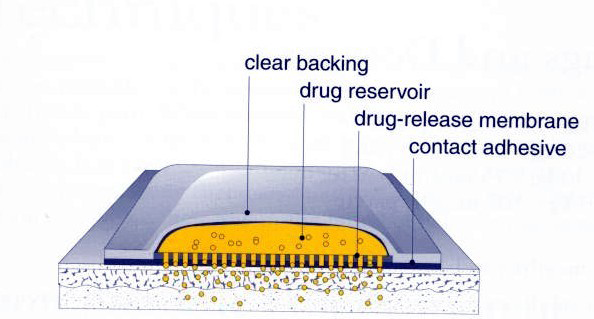 clear backing
drug reservoir
drug-release membrane
contact adhesive